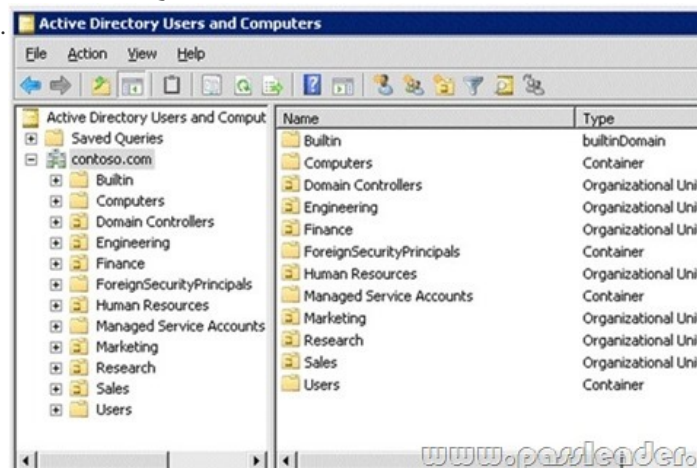 Active Directory Users and Computers
File Action View Help
Active Directory Users and Comput
Saved Queries
contoso.com
Builtin
Computers
Domain Controllers
Engineering
Finance
ForeignSecurityPrincipals
Human Resources
Managed Service Accounts
Marketing
Research
Sales
Users
Name Type
Builtin builtinDomain
Computers Container
Domain Controllers Organizational Uni
Engineering Organizational Uni
Finance Organizational Uni
ForeignSecurityPrincipals Container
Human Resources Organizational Uni
Managed Service Accounts Container
Marketing Organizational Uni
Research Organizational Uni
Sales Organizational Uni
Users Container
www.passleader.co